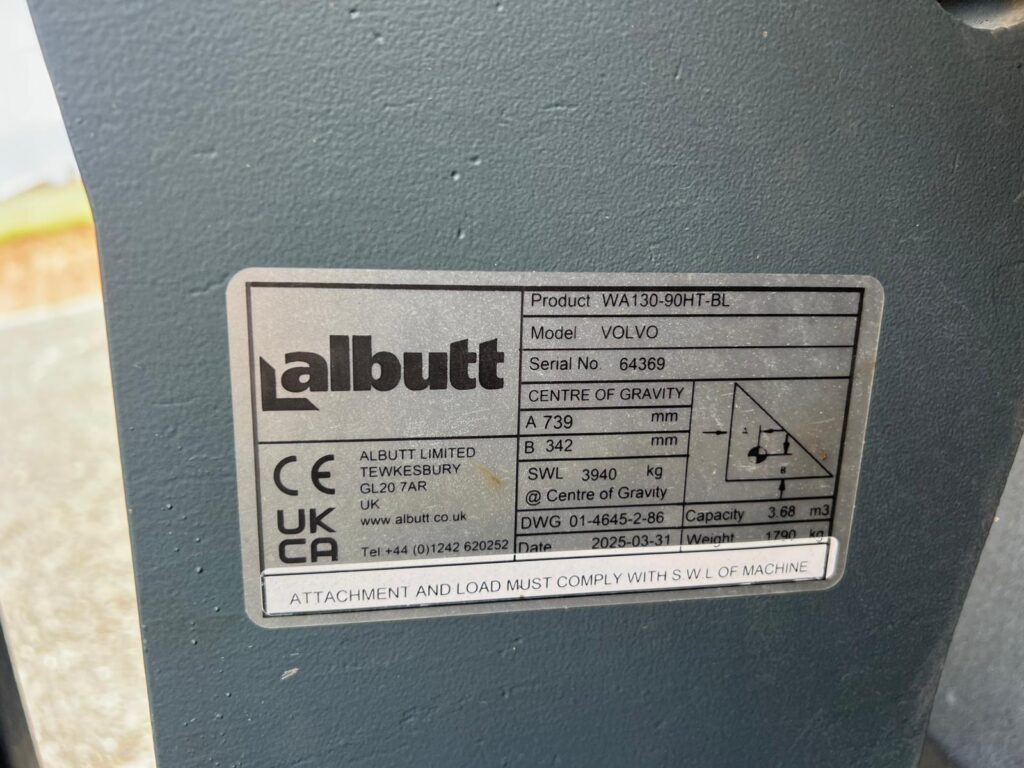 albutt
Product WA130-90HT-BL
Model VOLVO
Serial No 64369
CENTRE OF GRAVITY
A 739 mm
B 342 mm
SWL 3940 kg
@ Centre of Gravity
A
B
DWG 01-4645-2-86
Capacity 3.68 m3
Date 2025-03-31
Weight 1790 kg
CE
UK
CA
ALBUTT LIMITED
TEWKESBURY
GL20 7AR
UK
www.albutt.co.uk
Tel +44 (0)1242 620252
ATTACHMENT AND LOAD MUST COMPLY WITH S.W.L OF MACHINE